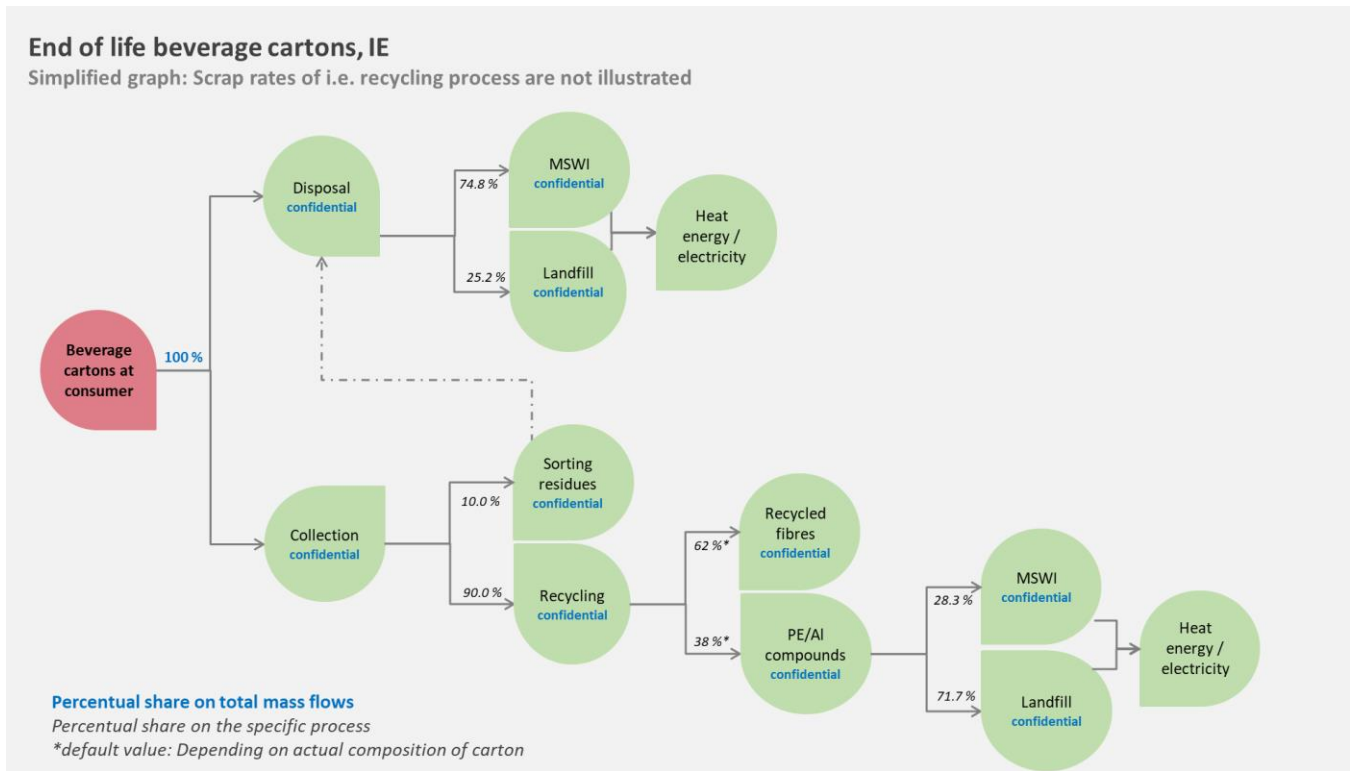 End of life beverage cartons, IE
Simplified graph: Scrap rates of i.e. recycling process are not illustrated
Beverage
cartons at
consumer
100 %
Disposal
confidential
74.8 %
MSWI
confidential
25.2 %
Landfill
confidential
Heat
energy /
electricity
Collection
confidential
10.0 %
Sorting
residues
confidential
90.0 %
Recycling
confidential
62 %*
Recycled
fibres
confidential
38 %*
PE/Al
compounds
confidential
28.3 %
MSWI
confidential
71.7 %
Landfill
confidential
Heat
energy /
electricity
Percentual share on total mass flows
Percentual share on the specific process
*default value: Depending on actual composition of carton